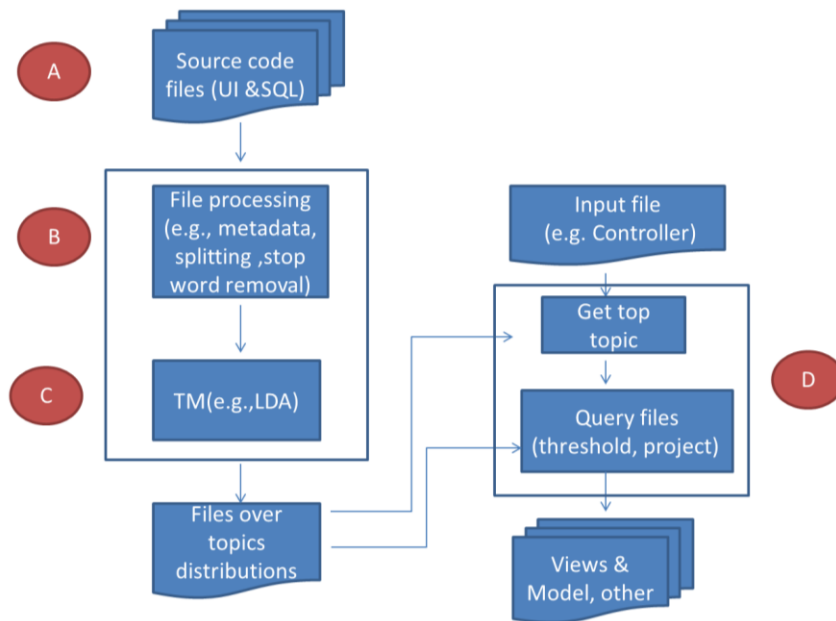 A
Source code
files (UI &SQL)
B
File processing
(e.g., metadata,
splitting ,stop
word removal)
C
TM(e.g.,LDA)
Files over
topics
distributions
Input file
(e.g. Controller)
Get top
topic
D
Query files
(threshold, project)
Views &
Model, other